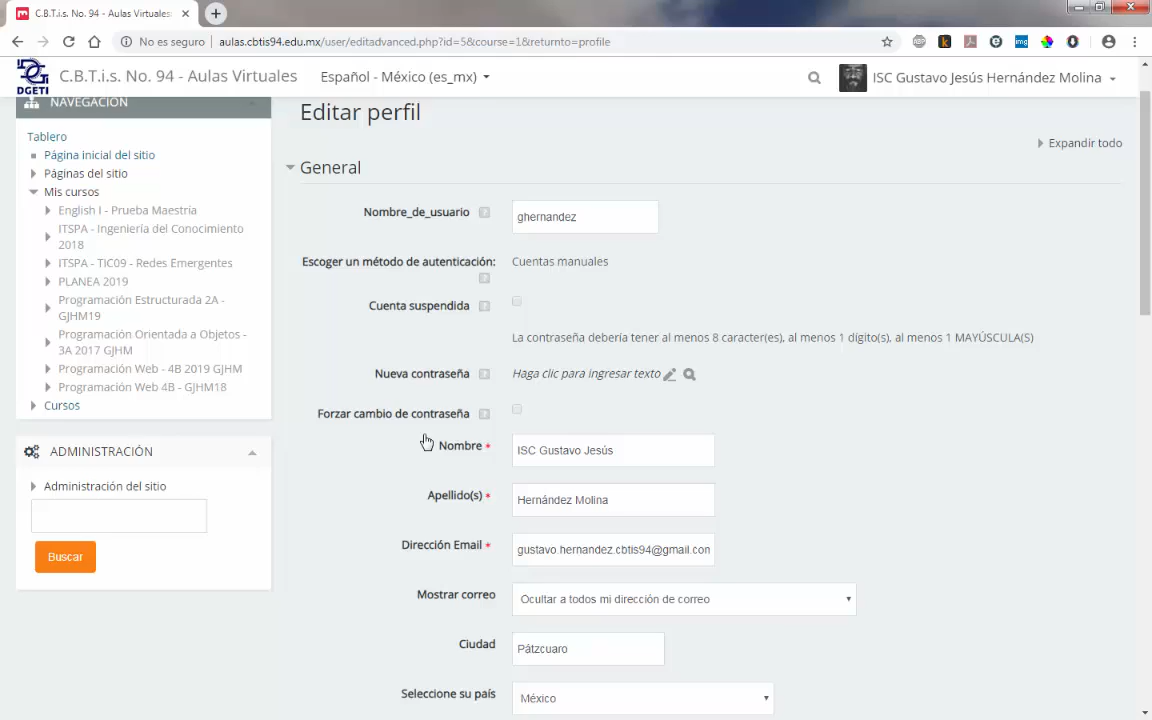 C.B.T.i.s. No. 94 - Aulas Virtuales
No es seguro
aulas.cbtis94.edu.mx/user/editadvanced.php?id=5&course=1&returnto=profile
DGETI
C.B.T.i.s. No. 94 - Aulas Virtuales
Español - México (es_mx)
ISC Gustavo Jesús Hernández Molina
NAVEGACIÓN
Tablero
Página inicial del sitio
Páginas del sitio
Mis cursos
English I - Prueba Maestría
ITSPA - Ingeniería del Conocimiento
2018
ITSPA - TIC09 - Redes Emergentes
PLANEA 2019
Programación Estructurada 2A -
GJHM19
Programación Orientada a Objetos -
3A 2017 GJHM
Programación Web - 4B 2019 GJHM
Programación Web 4B - GJHM18
Cursos
ADMINISTRACIÓN
Administración del sitio
Buscar
Editar perfil
Expandir todo
General
Nombre_de_usuario
ghernandez
Escoger un método de autenticación:
Cuentas manuales
Cuenta suspendida
La contraseña debería tener al menos 8 caracter(es), al menos 1 dígito(s), al menos 1 MAYÚSCULA(S)
Nueva contraseña
Haga clic para ingresar texto
Forzar cambio de contraseña
Nombre
ISC Gustavo Jesús
Apellido(s)
Hernández Molina
Dirección Email
gustavo.hernandez.cbtis94@gmail.con
Mostrar correo
Ocultar a todos mi dirección de correo
Ciudad
Pátzcuaro
Seleccione su país
México